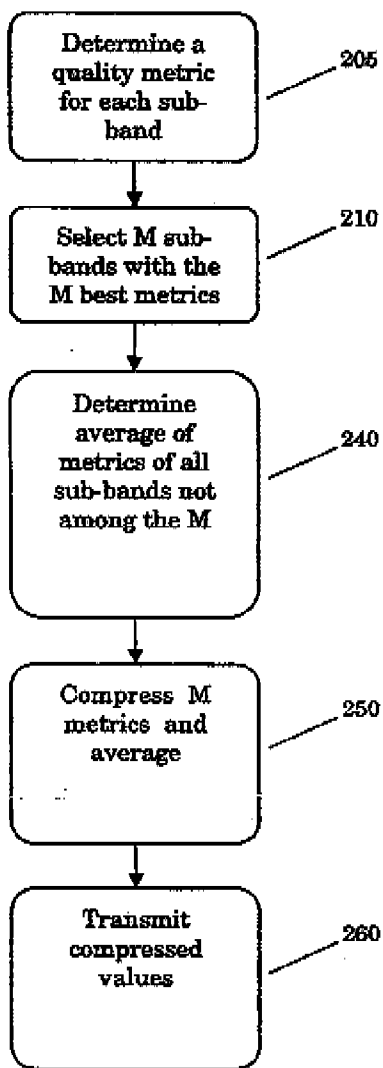 Determine a
quality metric
for each sub-
band
205
Select M sub-
bands with the
M best metrics
210
Determine
average of
metrics of all
sub-bands not
among the M
240
Compress M
metrics and
average
250
Transmit
compressed
values
260